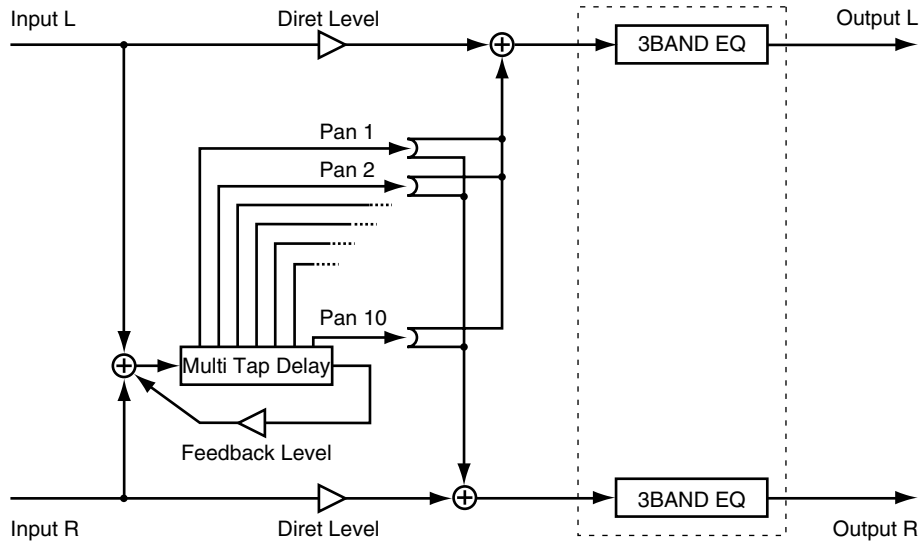 Input L
Diret Level
Output L
3BAND EQ
Pan 1
Pan 2
Pan 10
Multi Tap Delay
Feedback Level
3BAND EQ
Input R
Diret Level
Output R